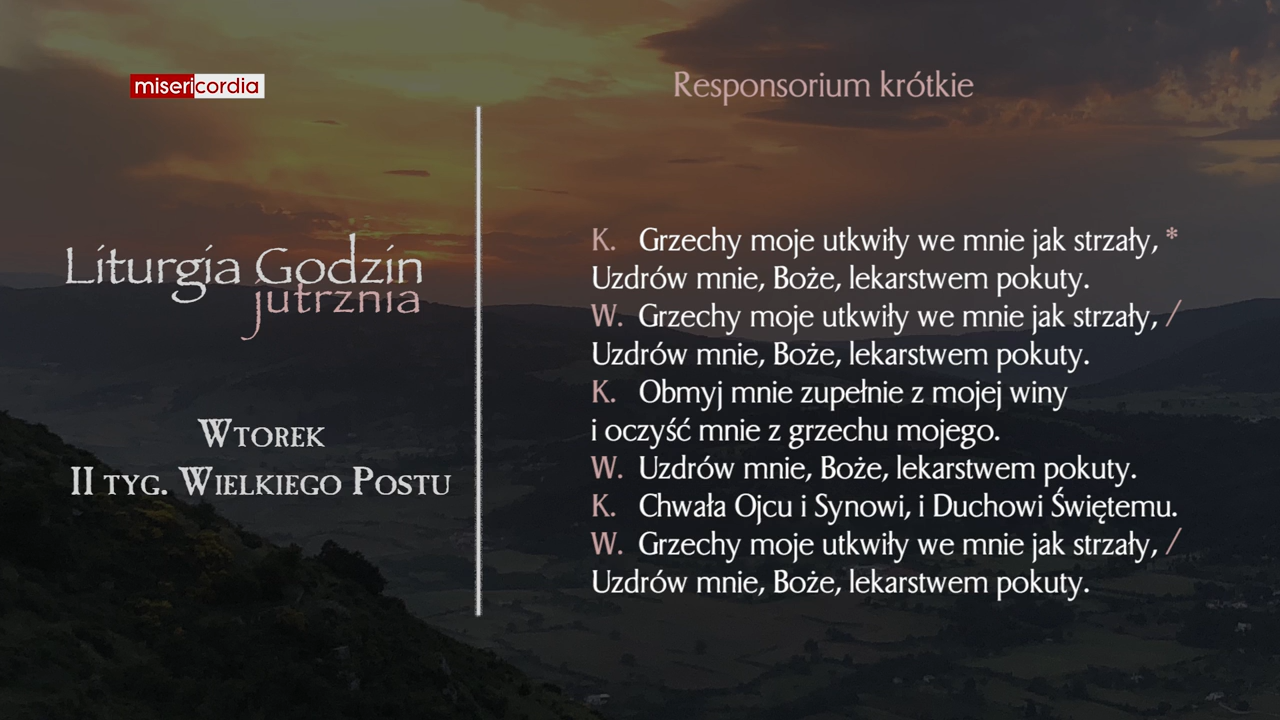 misericordia
Liturgia Godzin
jutrznia
Wtorek
II tyg. Wielkiego Postu
Responsorium krótkie
K. Grzechy moje utkwiły we mnie jak strzały, *
Uzdrów mnie, Boże, lekarstwem pokuty.
W. Grzechy moje utkwiły we mnie jak strzały, /
Uzdrów mnie, Boże, lekarstwem pokuty.
K. Obmyj mnie zupełnie z mojej winy
i oczyść mnie z grzechu mojego.
W. Uzdrów mnie, Boże, lekarstwem pokuty.
K. Chwała Ojcu i Synowi, i Duchowi Świętemu.
W. Grzechy moje utkwiły we mnie jak strzały, /
Uzdrów mnie, Boże, lekarstwem pokuty.